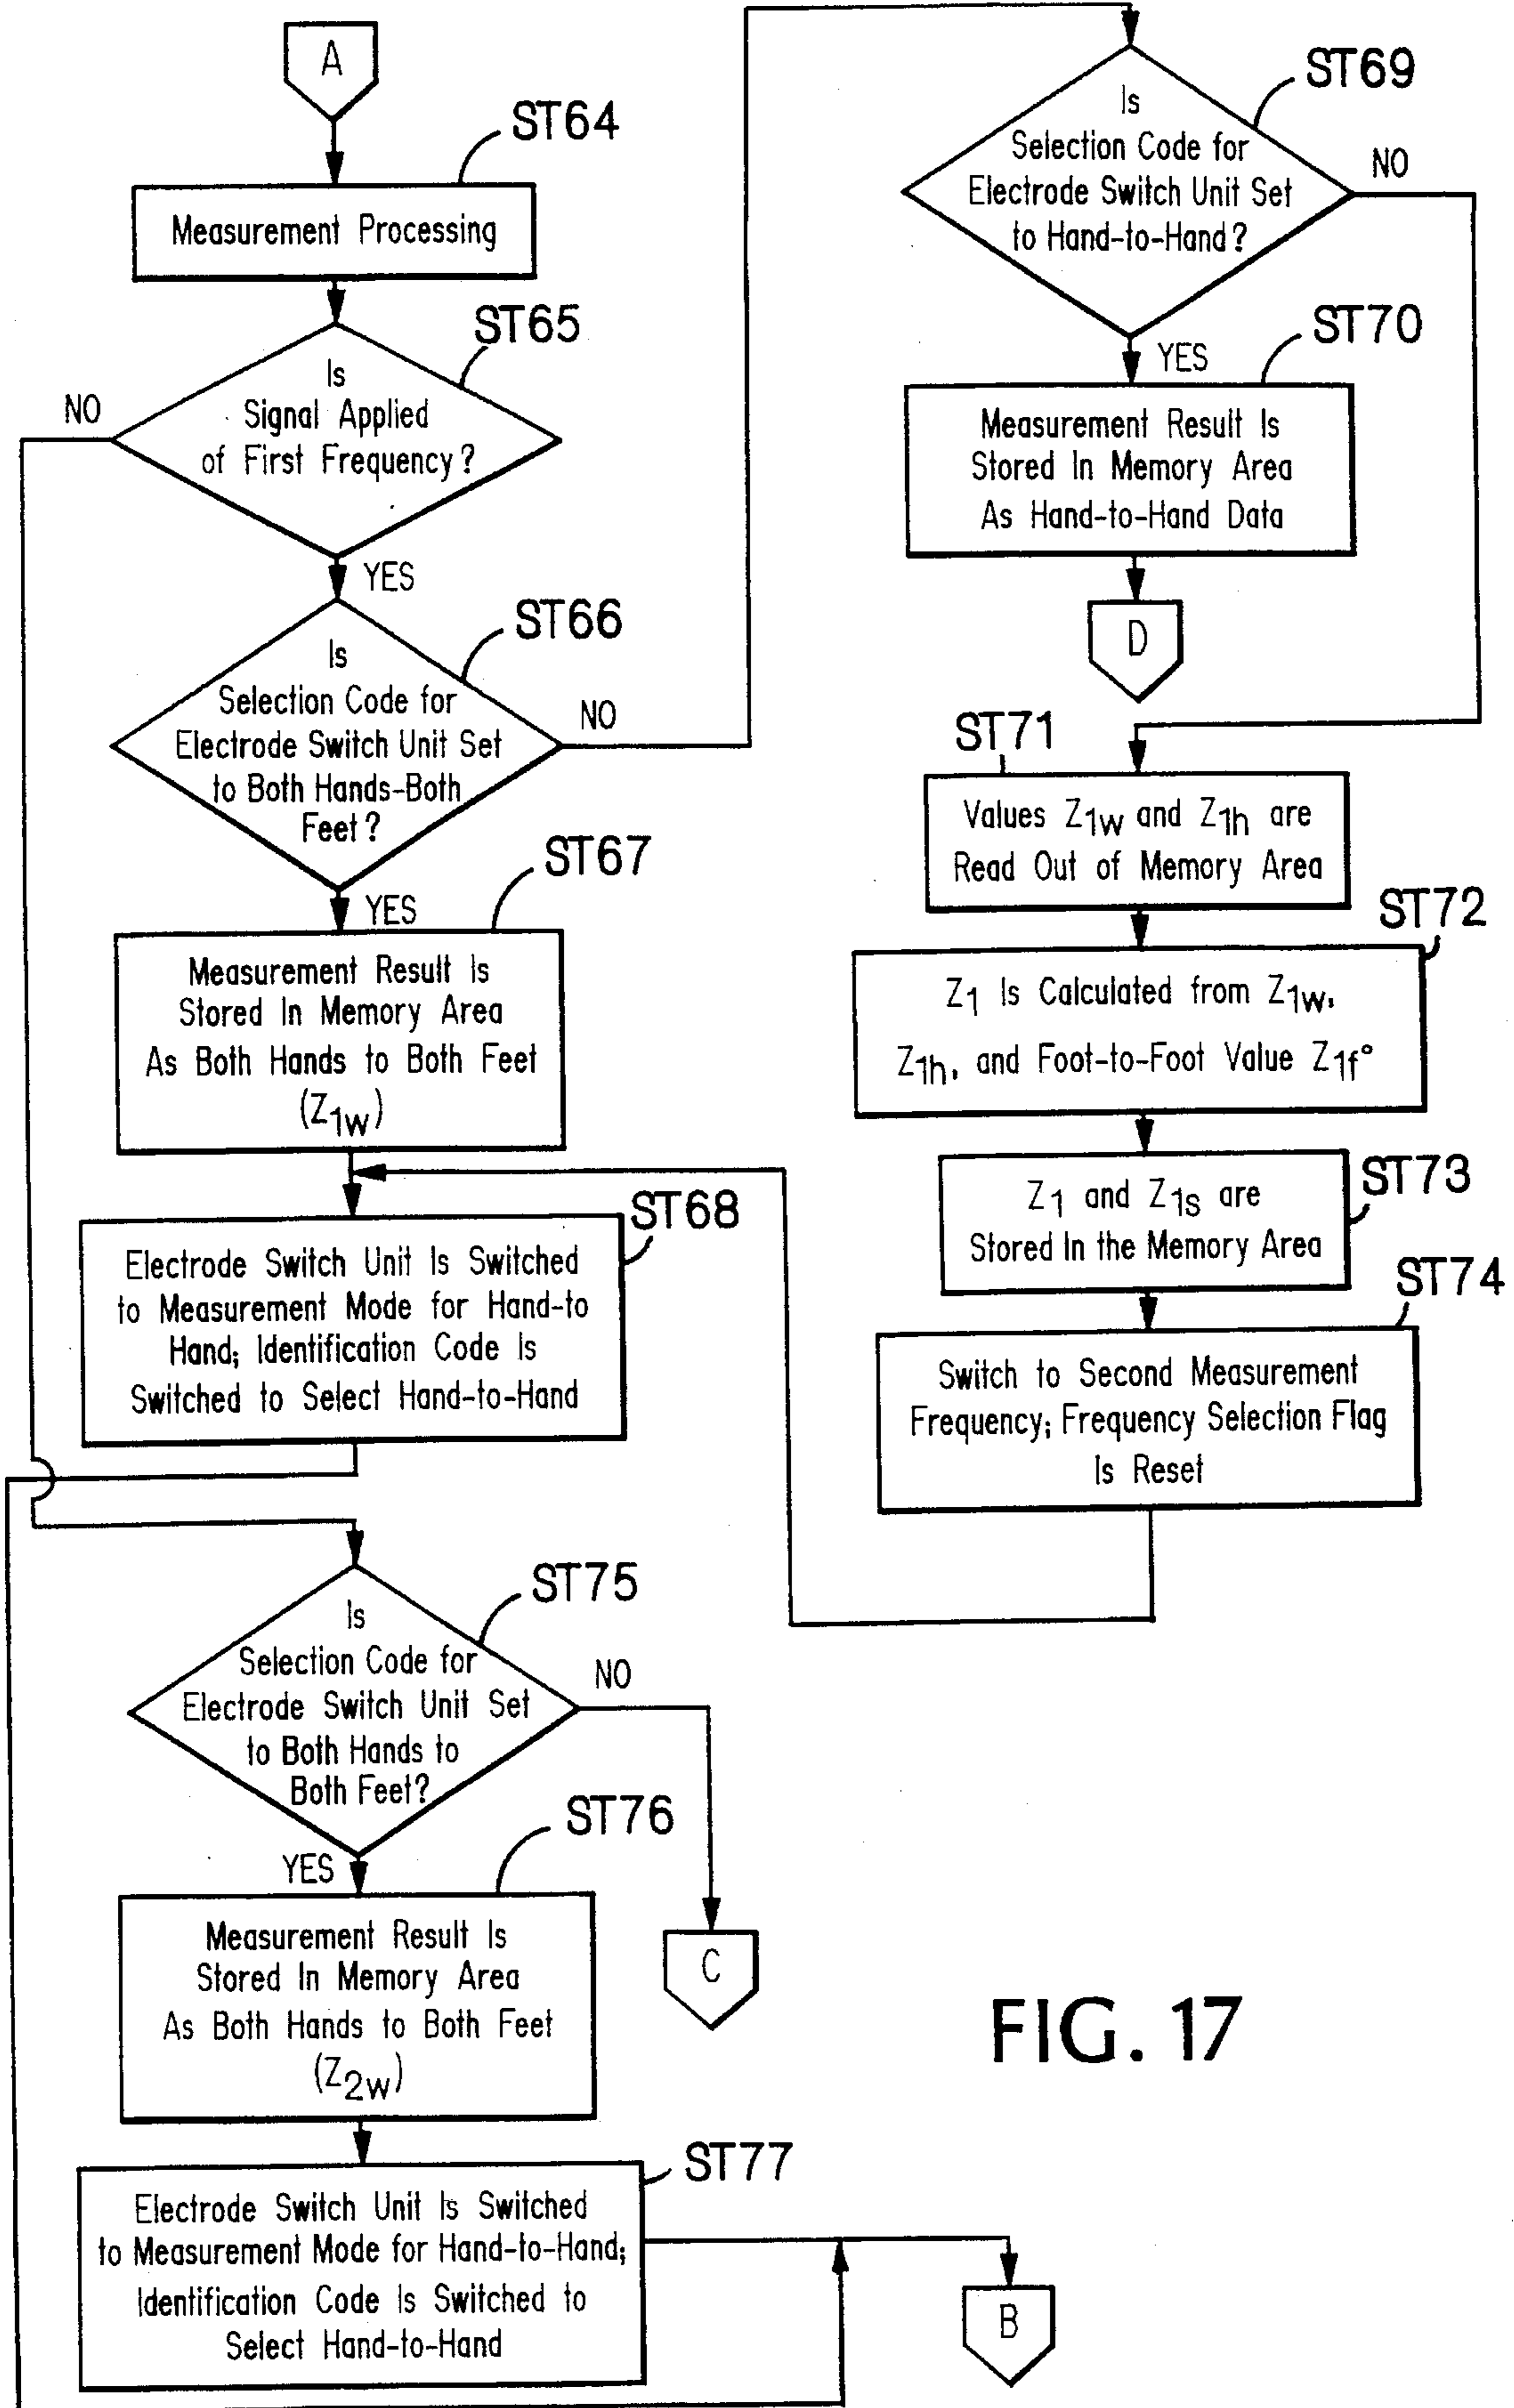 A
ST64
Measurement Processing
ST65
Is
Signal Applied
of First Frequency?
NO
YES
ST66
Is
Selection Code for
Electrode Switch Unit Set
to Both Hands-Both
Feet?
NO
YES
ST67
Measurement Result Is
Stored In Memory Area
As Both Hands to Both Feet
(Z1w)
ST68
Electrode Switch Unit Is Switched
to Measurement Mode for Hand-to
Hand; Identification Code Is
Switched to Select Hand-to-Hand
ST69
Is
Selection Code for
Electrode Switch Unit Set
to Hand-to-Hand?
NO
YES
ST70
Measurement Result Is
Stored In Memory Area
As Hand-to-Hand Data
D
ST71
Values Z1w and Z1h are
Read Out of Memory Area
ST72
Z1 Is Calculated from Z1w,
Z1h, and Foot-to-Foot Value Z1f°
ST73
Z1 and Z1s are
Stored In the Memory Area
ST74
Switch to Second Measurement
Frequency; Frequency Selection Flag
Is Reset
ST75
Is
Selection Code for
Electrode Switch Unit Set
to Both Hands to
Both Feet?
NO
YES
C
ST76
Measurement Result Is
Stored In Memory Area
As Both Hands to Both Feet
(Z2w)
ST77
Electrode Switch Unit Is Switched
to Measurement Mode for Hand-to-Hand;
Identification Code Is Switched to
Select Hand-to-Hand
B
FIG. 17